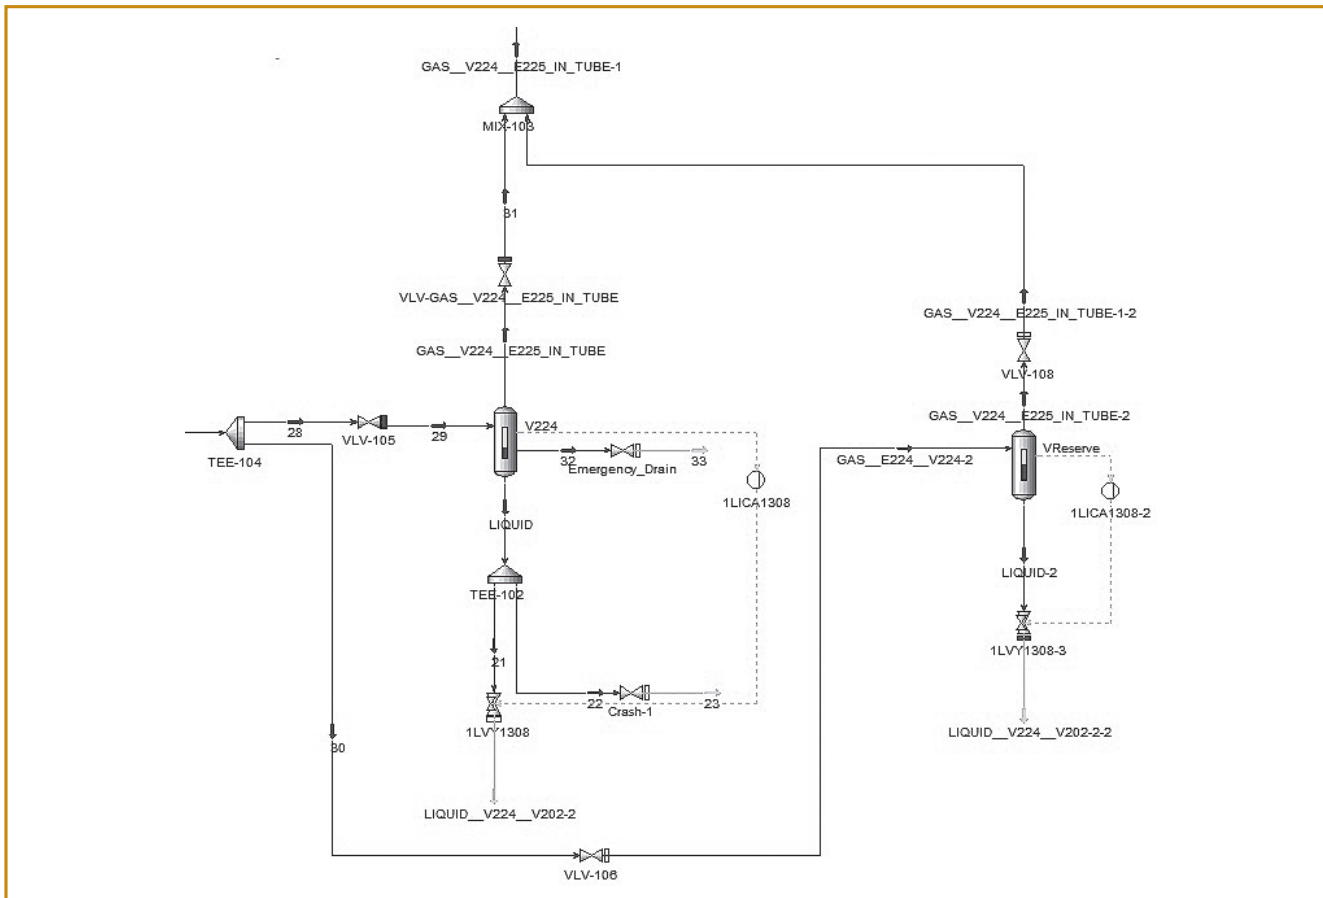 GAS__V224__E225_IN_TUBE-1
MIX-103
31
VLV-GAS__V224__E225_IN_TUBE
GAS__V224__E225_IN_TUBE-1-2
GAS__V224__E225_IN_TUBE
VLV-108
GAS__V224__E225_IN_TUBE-2
V224
28
29
VLV-105
VReserve
TEE-104
32
33
GAS__E224__V224-2
Emergency_Drain
1LICA1308
1LICA1308-2
LIQUID
LIQUID-2
TEE-102
1LVY1308-3
21
22
23
Crash-1
1LVY1308
LIQUID__V224__V202-2-2
30
LIQUID__V224__V202-2
VLV-106